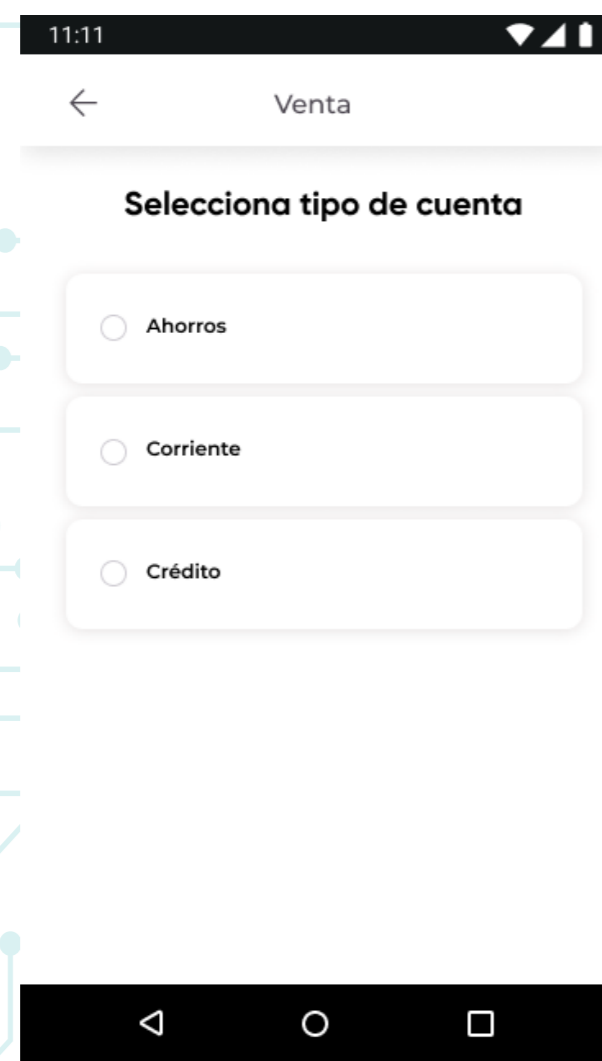 11:11
Venta
Selecciona tipo de cuenta
Ahorros
Corriente
Crédito